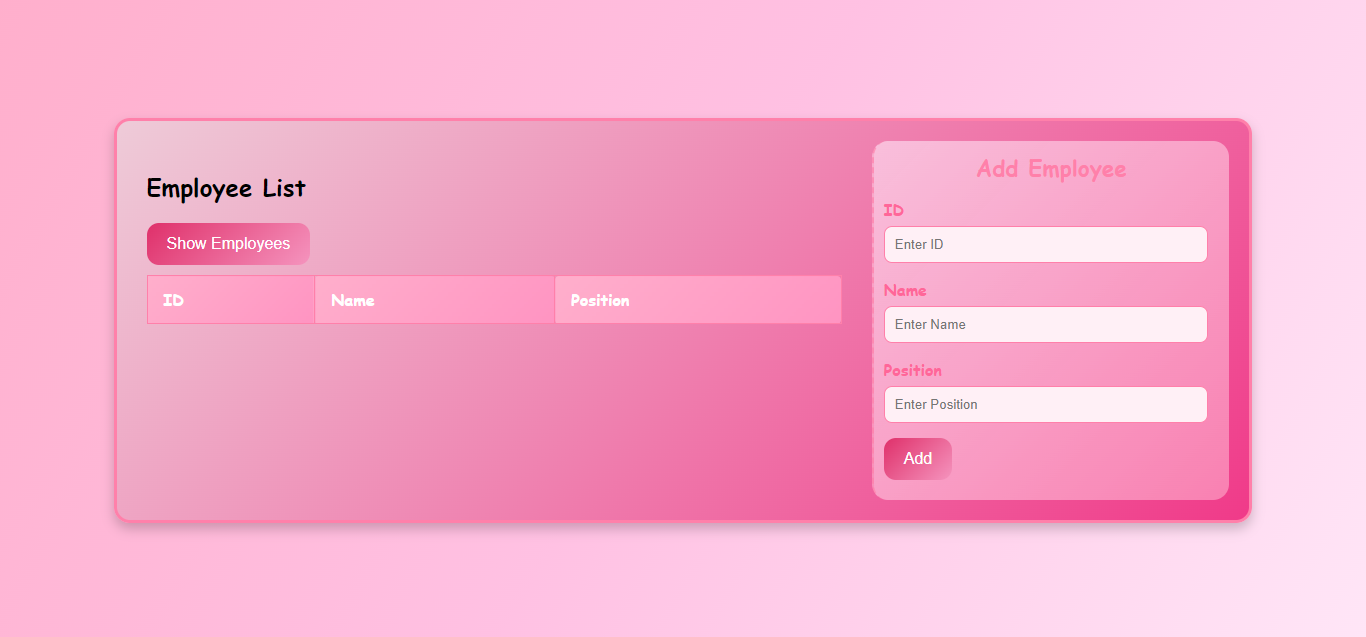 Employee List
Show Employees
ID Name Position
Add Employee
ID
Enter ID
Name
Enter Name
Position
Enter Position
Add